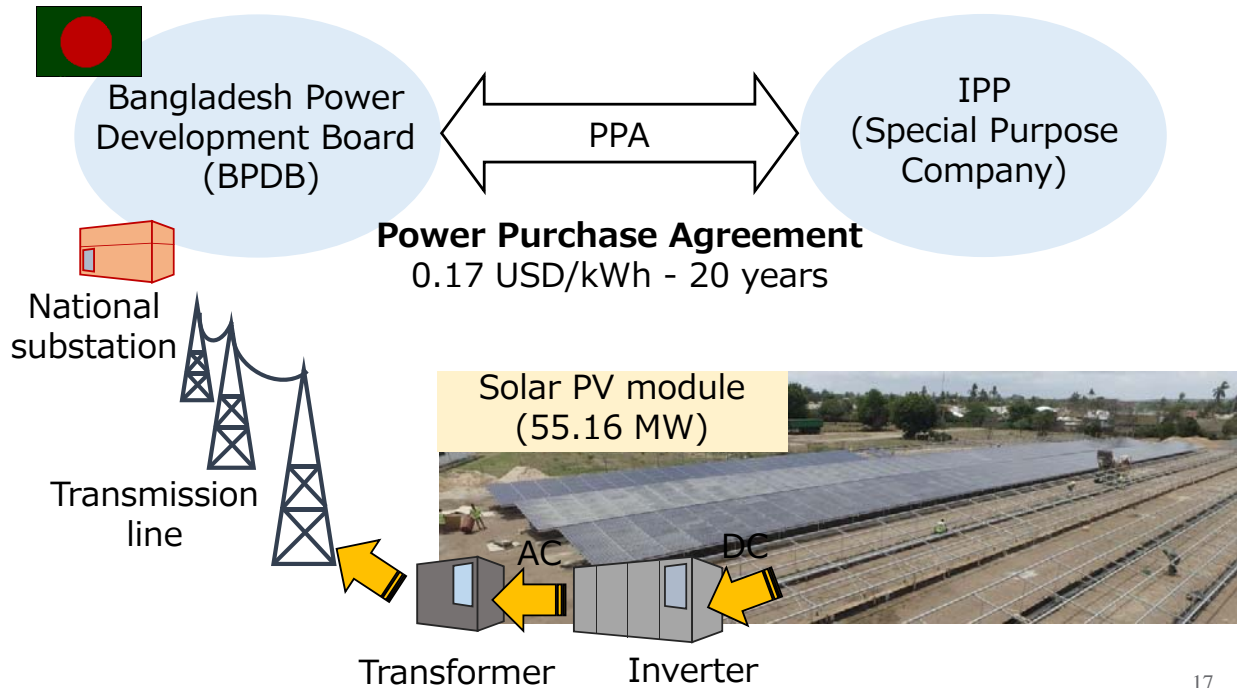 Bangladesh Power
Development Board
(BPDB)
PPA
IPP
(Special Purpose
Company)
Power Purchase Agreement
0.17 USD/kWh - 20 years
National
substation
Solar PV module
(55.16 MW)
Transmission
line
AC
DC
Transformer
Inverter
17